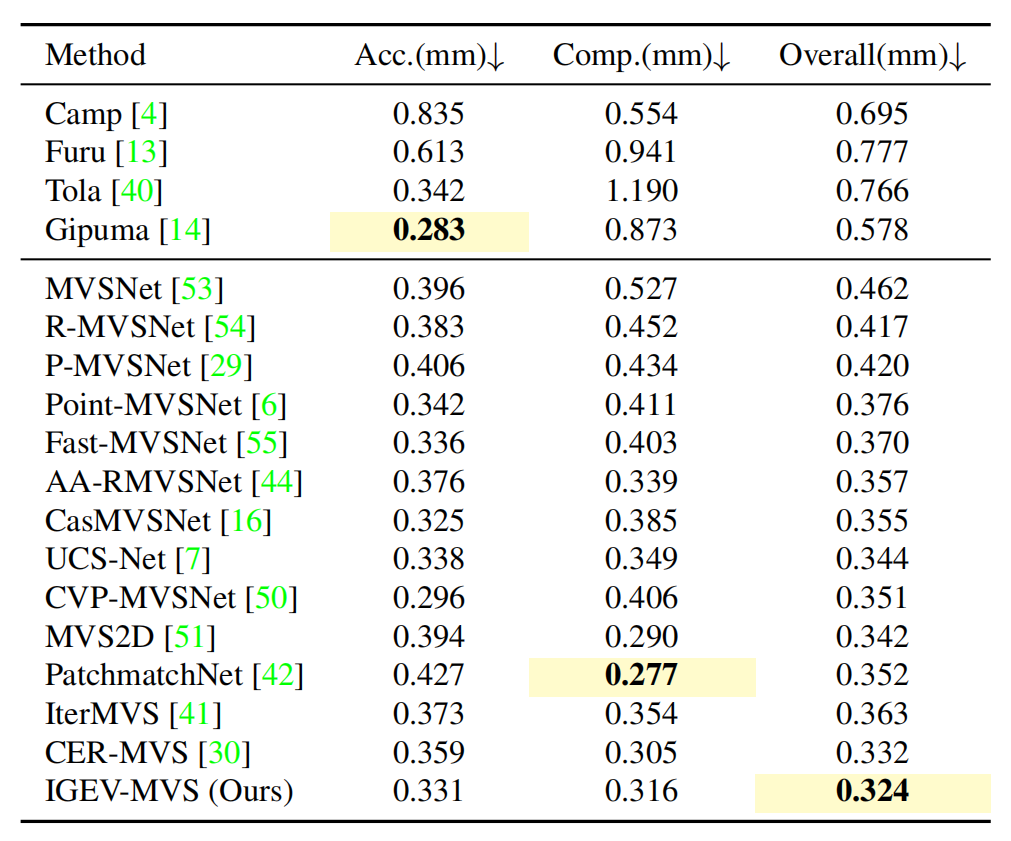 Method Acc.(mm)↓ Comp.(mm)↓ Overall(mm)↓
Camp [4] 0.835 0.554 0.695
Furu [13] 0.613 0.941 0.777
Tola [40] 0.342 1.190 0.766
Gipuma [14] 0.283 0.873 0.578
MVSNet [53] 0.396 0.527 0.462
R-MVSNet [54] 0.383 0.452 0.417
P-MVSNet [29] 0.406 0.434 0.420
Point-MVSNet [6] 0.342 0.411 0.376
Fast-MVSNet [55] 0.336 0.403 0.370
AA-RMVSNet [44] 0.376 0.339 0.357
CasMVSNet [16] 0.325 0.385 0.355
UCS-Net [7] 0.338 0.349 0.344
CVP-MVSNet [50] 0.296 0.406 0.351
MVS2D [51] 0.394 0.290 0.342
PatchmatchNet [42] 0.427 0.277 0.352
IterMVS [41] 0.373 0.354 0.363
CER-MVS [30] 0.359 0.305 0.332
IGEV-MVS (Ours) 0.331 0.316 0.324